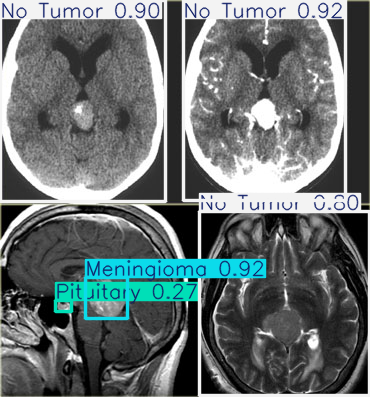 No Tumor 0.90
No Tumor 0.92
No Tumor 0.80
Meningioma 0.92
Pituitary 0.27